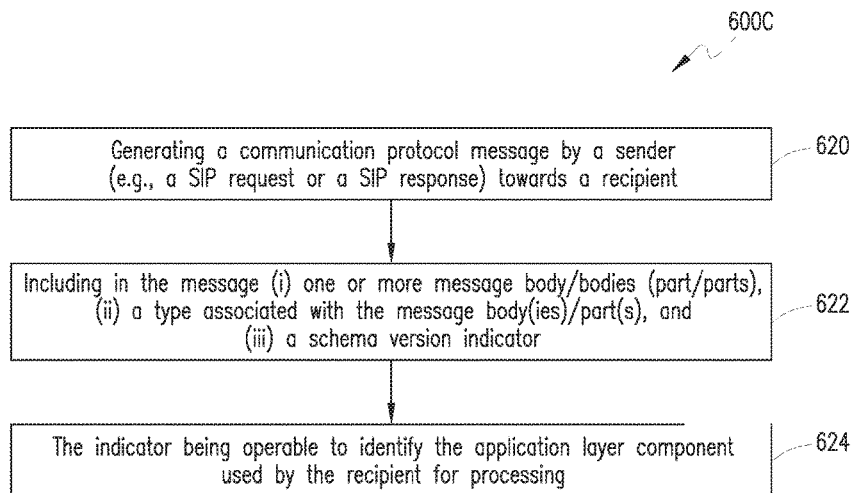 600C
Generating a communication protocol message by a sender
(e.g., a SIP request or a SIP response) towards a recipient
620
Including in the message (i) one or more message body/bodies (part/parts),
(ii) a type associated with the message body(ies)/part(s), and
(iii) a schema version indicator
622
The indicator being operable to identify the application layer component
used by the recipient for processing
624